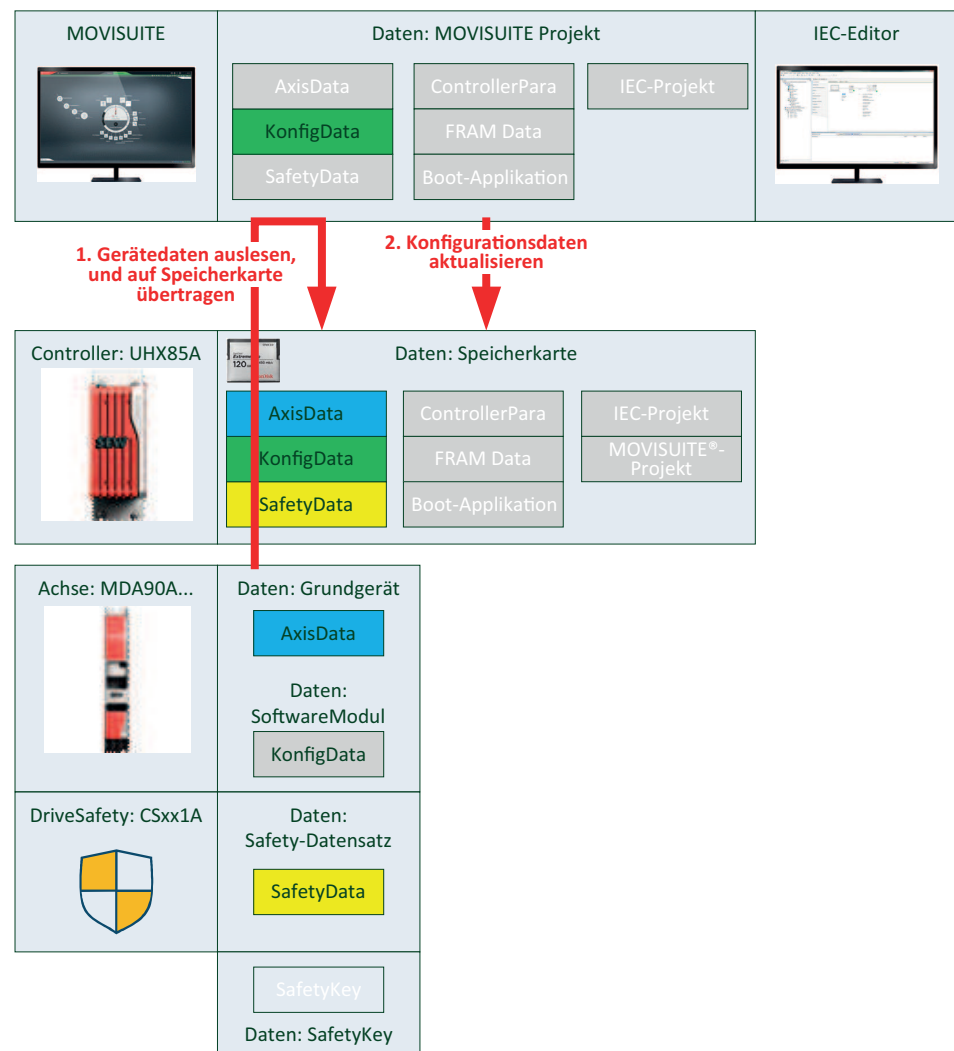 MOVISUITE
Daten: MOVISUITE Projekt
IEC-Editor
AxisData
ControllerPara
IEC-Projekt
KonfigData
FRAM Data
SafetyData
Boot-Applikation
1. Gerätedaten auslesen,
und auf Speicherkarte
übertragen
2. Konfigurationsdaten
aktualisieren
Controller: UHX85A
Daten: Speicherkarte
120
SEW
AxisData
ControllerPara
IEC-Projekt
KonfigData
FRAM Data
MOVISUITE®-
Projekt
SafetyData
Boot-Applikation
Achse: MDA90A...
Daten: Grundgerät
AxisData
Daten:
SoftwareModul
KonfigData
DriveSafety: CSxx1A
Daten:
Safety-Datensatz
SafetyData
SafetyKey
Daten: SafetyKey